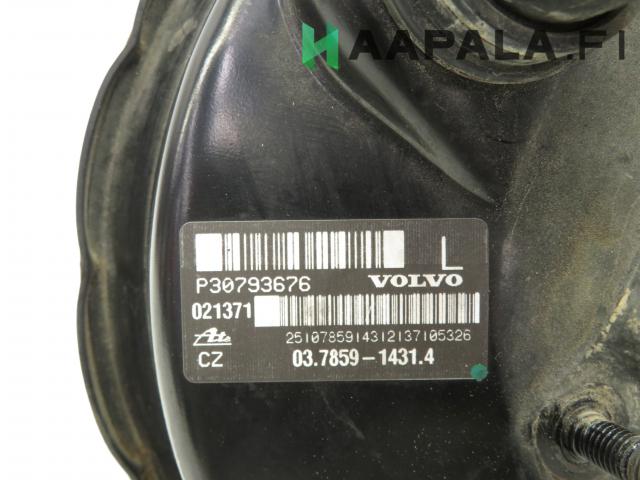 HAAPALA.FI
L
P30793676 VOLVO
021371
2510785914312137105326
Ate
CZ 03.7859-1431.4